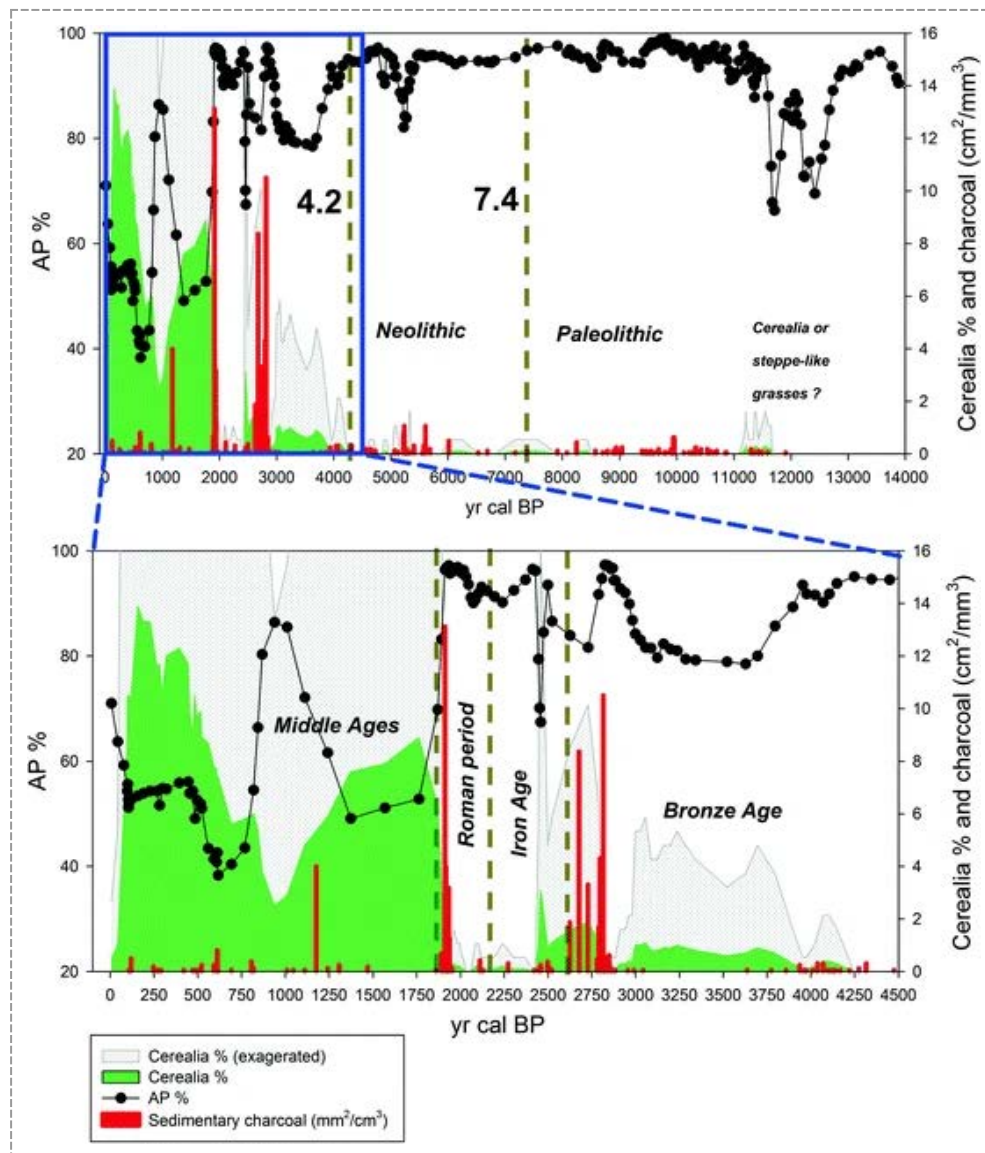 100
80
60
40
20
AP %
16
14
12
10
8
6
4
2
0
Cerealia % and charcoal (cm²/mm³)
4.2
7.4
Neolithic
Paleolithic
Cerealia or
steppe-like
grasses ?
0 1000 2000 3000 4000 5000 6000 7000 8000 9000 10000 11000 12000 13000 14000
yr cal BP
100
80
60
40
20
AP %
16
14
12
10
8
6
4
2
0
Cerealia % and charcoal (cm²/mm³)
Middle Ages
Roman period
Iron Age
Bronze Age
0 250 500 750 1000 1250 1500 1750 2000 2250 2500 2750 3000 3250 3500 3750 4000 4250 4500
yr cal BP
Cerealia % (exagerated)
Cerealia %
AP %
Sedimentary charcoal (mm²/cm³)